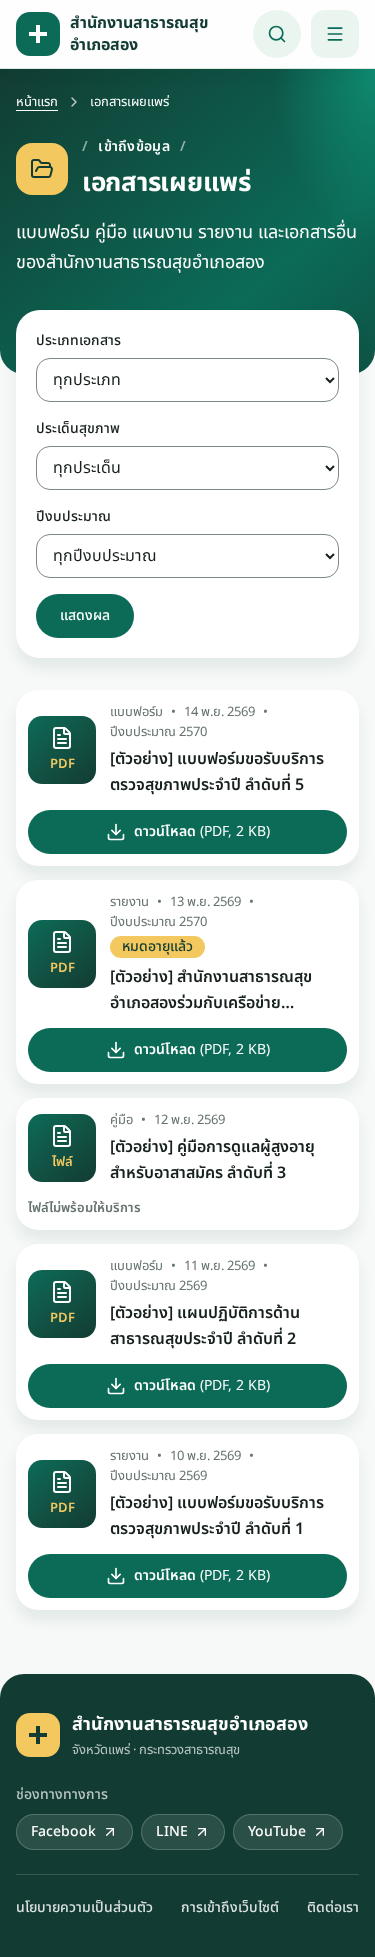 สำนักงานสาธารณสุข
อำเภอสอง
หน้าแรก > เอกสารเผยแพร่
/ เข้าถึงข้อมูล /
เอกสารเผยแพร่
แบบฟอร์ม คู่มือ แผนงาน รายงาน และเอกสารอื่น
ของสำนักงานสาธารณสุขอำเภอสอง
ประเภทเอกสาร
ทุกประเภท
ประเด็นสุขภาพ
ทุกประเด็น
ปีงบประมาณ
ทุกปีงบประมาณ
แสดงผล
แบบฟอร์ม • 14 พ.ย. 2569 •
ปีงบประมาณ 2570
PDF
[ตัวอย่าง] แบบฟอร์มขอรับบริการ
ตรวจสุขภาพประจำปี ลำดับที่ 5
ดาวน์โหลด (PDF, 2 KB)
รายงาน • 13 พ.ย. 2569 •
ปีงบประมาณ 2570
หมดอายุแล้ว
PDF
[ตัวอย่าง] สำนักงานสาธารณสุข
อำเภอสองร่วมกับเครือข่าย...
ดาวน์โหลด (PDF, 2 KB)
คู่มือ • 12 พ.ย. 2569
ไฟล์
[ตัวอย่าง] คู่มือการดูแลผู้สูงอายุ
สำหรับอาสาสมัคร ลำดับที่ 3
ไฟล์ไม่พร้อมให้บริการ
แบบฟอร์ม • 11 พ.ย. 2569 •
ปีงบประมาณ 2569
PDF
[ตัวอย่าง] แผนปฏิบัติการด้าน
สาธารณสุขประจำปี ลำดับที่ 2
ดาวน์โหลด (PDF, 2 KB)
รายงาน • 10 พ.ย. 2569 •
ปีงบประมาณ 2569
PDF
[ตัวอย่าง] แบบฟอร์มขอรับบริการ
ตรวจสุขภาพประจำปี ลำดับที่ 1
ดาวน์โหลด (PDF, 2 KB)
สำนักงานสาธารณสุขอำเภอสอง
จังหวัดแพร่ · กระทรวงสาธารณสุข
ช่องทางทางการ
Facebook LINE YouTube
นโยบายความเป็นส่วนตัว การเข้าถึงเว็บไซต์ ติดต่อเรา